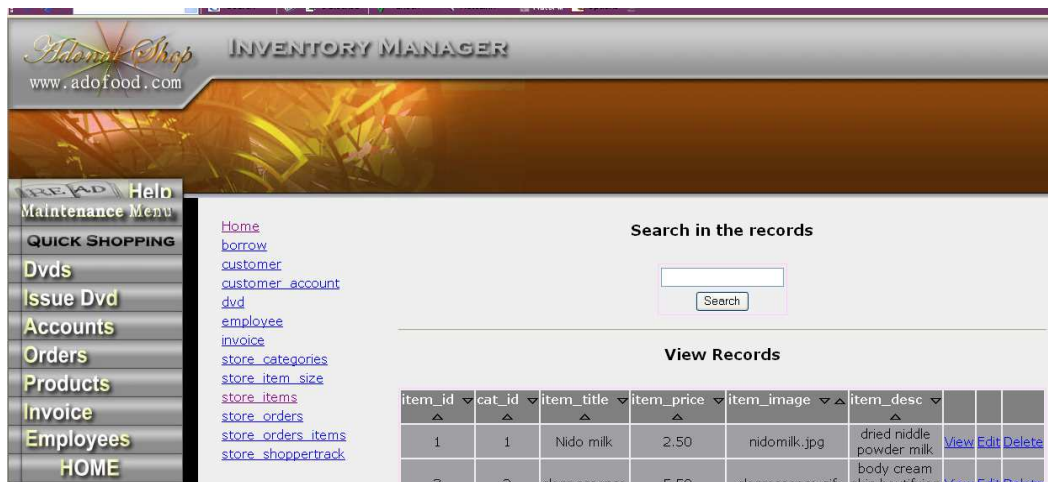 Adonai Shop
www.adofood.com
INVENTORY MANAGER
READ Help
Maintenance Menu
QUICK SHOPPING
Dvds
Issue Dvd
Accounts
Orders
Products
Invoice
Employees
HOME
Home
borrow
customer
customer_account
dvd
employee
invoice
store_categories
store_item_size
store_items
store_orders
store_orders_items
store_shoppertrack
Search in the records
Search
View Records
item_id cat_id item_title item_price item_image item_desc
1 1 Nido milk 2.50 nidomilk.jpg dried niddle powder milk View Edit Delete
body cream